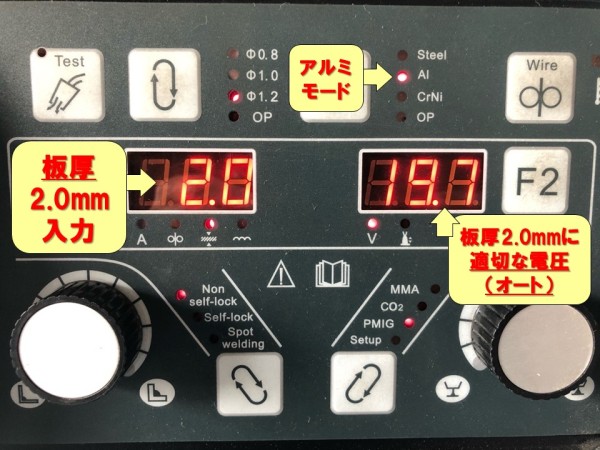 Test
Φ0.8
Φ1.0
Φ1.2
OP
アルミ
モード
Steel
Al
CrNi
OP
Wire
板厚
2.0mm
入力
2.5
19.7
F2
A
V
板厚2.0mmに
適切な電圧
（オート）
Non
self-lock
Self-lock
Spot
welding
MMA
CO2
PMIG
Setup